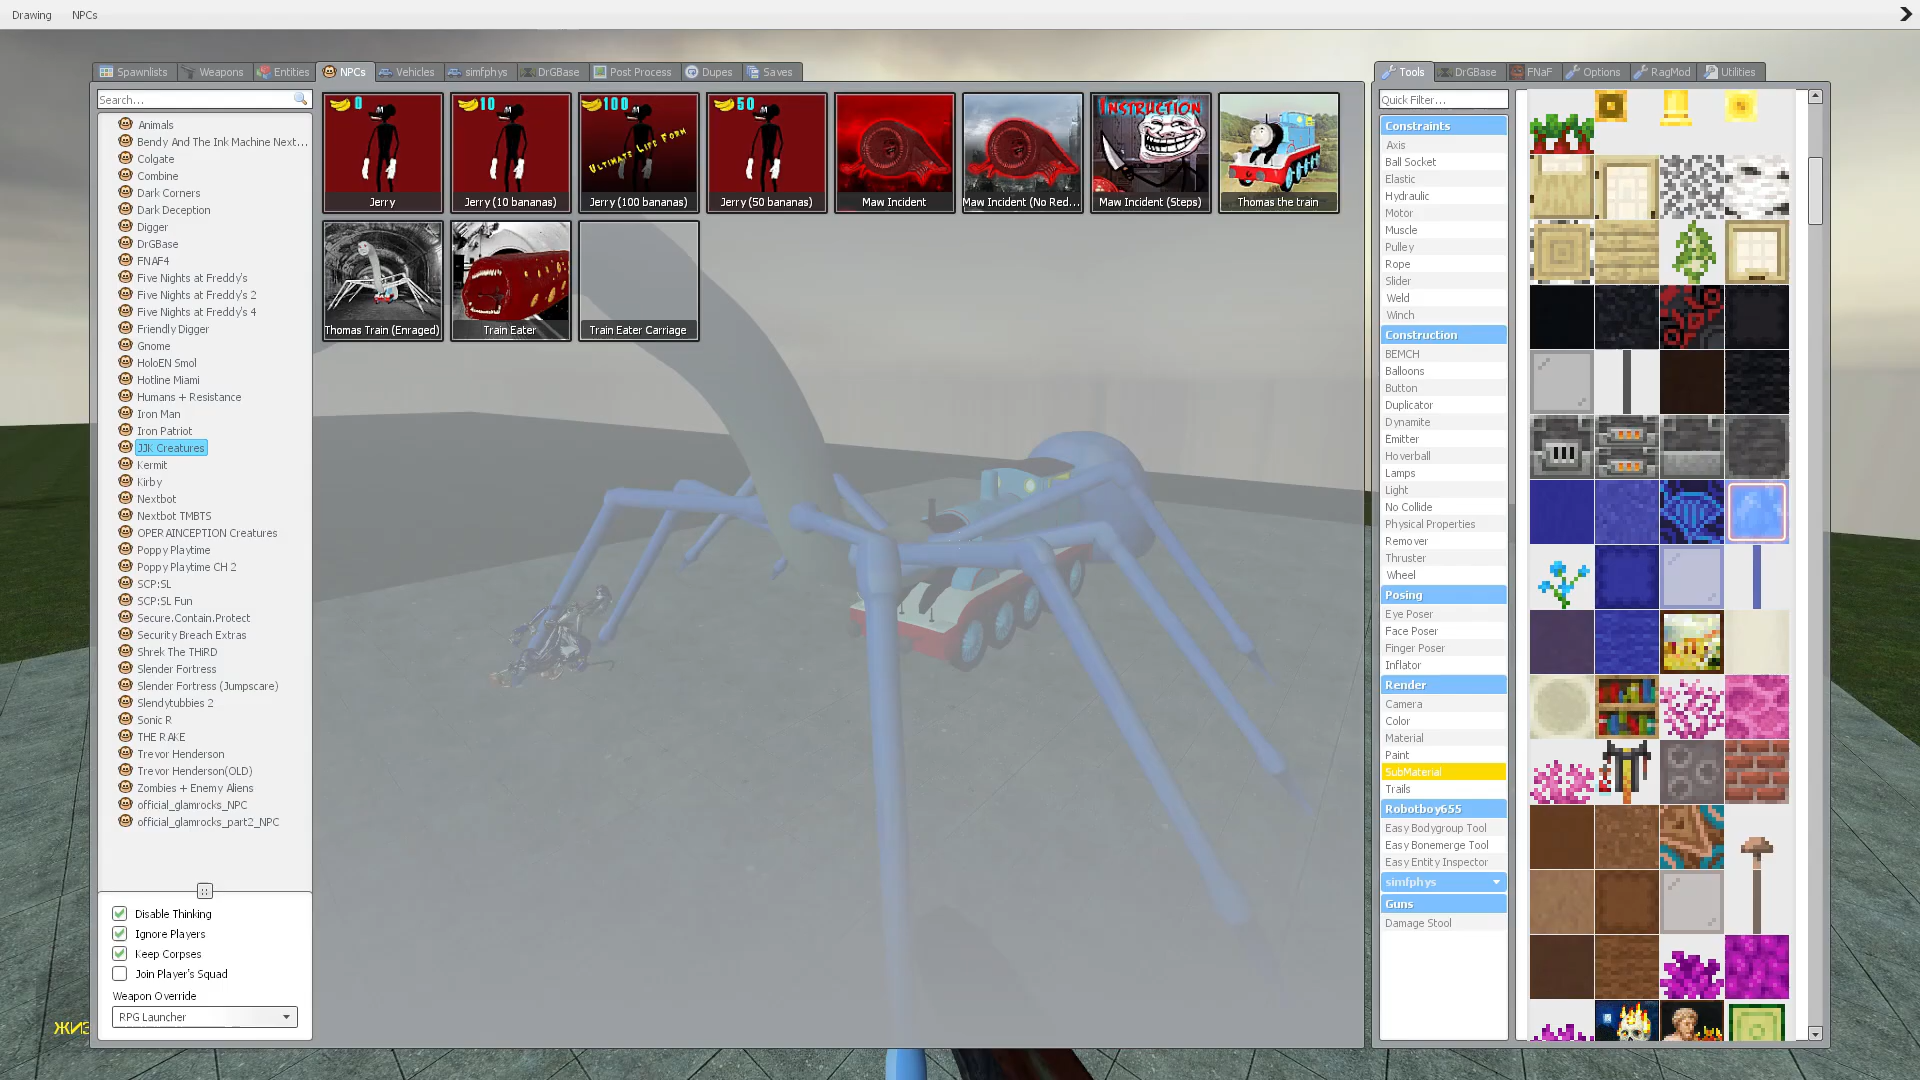 Drawing NPCs
Spawnlists Weapons Entities NPCs Vehicles simfphys DrGBase Post Process Dupes Saves
Search...
Animals
Bendy And The Ink Machine Next...
Colgate
Combine
Dark Corners
Dark Deception
Digger
DrGBase
FNAF4
Five Nights at Freddy's
Five Nights at Freddy's 2
Five Nights at Freddy's 4
Friendly Digger
Gnome
HoloEN Smol
Hotline Miami
Humans + Resistance
Iron Man
Iron Patriot
JJK Creatures
Kermit
Kirby
Nextbot
Nextbot TMBTS
OPERAINCEPTION Creatures
Poppy Playtime
Poppy Playtime CH 2
SCP:SL
SCP:SL Fun
Secure.Contain.Protect
Security Breach Extras
Shrek The THiRD
Slender Fortress
Slender Fortress (Jumpscare)
Slendytubbies 2
Sonic R
THE RAKE
Trevor Henderson
Trevor Henderson(OLD)
Zombies + Enemy Aliens
official_glamrocks_NPC
official_glamrocks_part2_NPC
Disable Thinking
Ignore Players
Keep Corpses
Join Player's Squad
Weapon Override
RPG Launcher
ЖИЗ
0
Jerry
10
Jerry (10 bananas)
100
Ultimate Life Form
Jerry (100 bananas)
50
Jerry (50 bananas)
Maw Incident
Maw Incident (No Red...
INSTRUCTION
Maw Incident (Steps)
Thomas the train
Thomas Train (Enraged)
Train Eater
Train Eater Carriage
Tools DrGBase FNaF Options RagMod Utilities
Quick Filter...
Constraints
Axis
Ball Socket
Elastic
Hydraulic
Motor
Muscle
Pulley
Rope
Slider
Weld
Winch
Construction
BEMCH
Balloons
Button
Duplicator
Dynamite
Emitter
Hoverball
Lamps
Light
No Collide
Physical Properties
Remover
Thruster
Wheel
Posing
Eye Poser
Face Poser
Finger Poser
Inflator
Render
Camera
Color
Material
Paint
SubMaterial
Trails
Robotboy655
Easy Bodygroup Tool
Easy Bonemerge Tool
Easy Entity Inspector
simfphys
Guns
Damage Stool